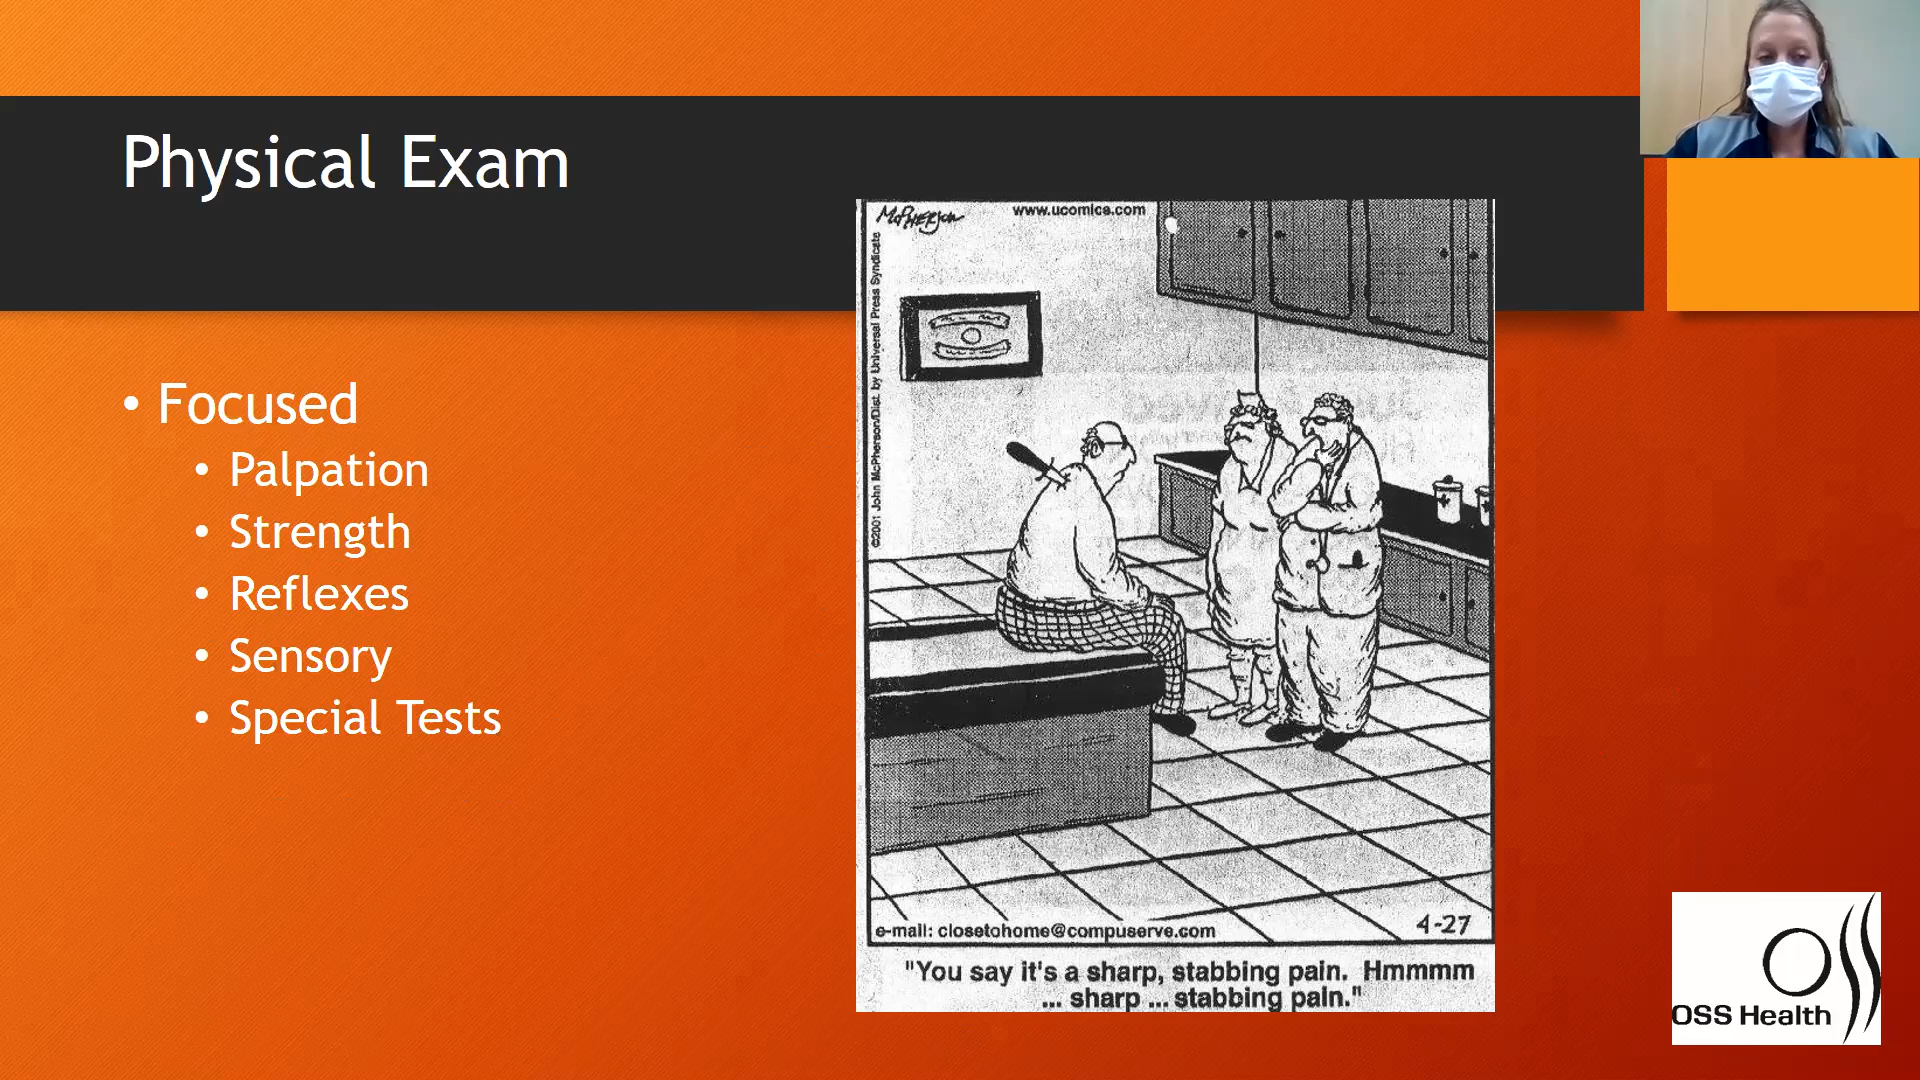 Physical Exam
• Focused
• Palpation
• Strength
• Reflexes
• Sensory
• Special Tests
McPHERSON
www.ucomics.com
©2001 John McPherson/Dist. by Universal Press Syndicate
e-mail: closetohome@compuserve.com
4-27
"You say it's a sharp, stabbing pain. Hmmmm
... sharp ... stabbing pain."
OSS Health